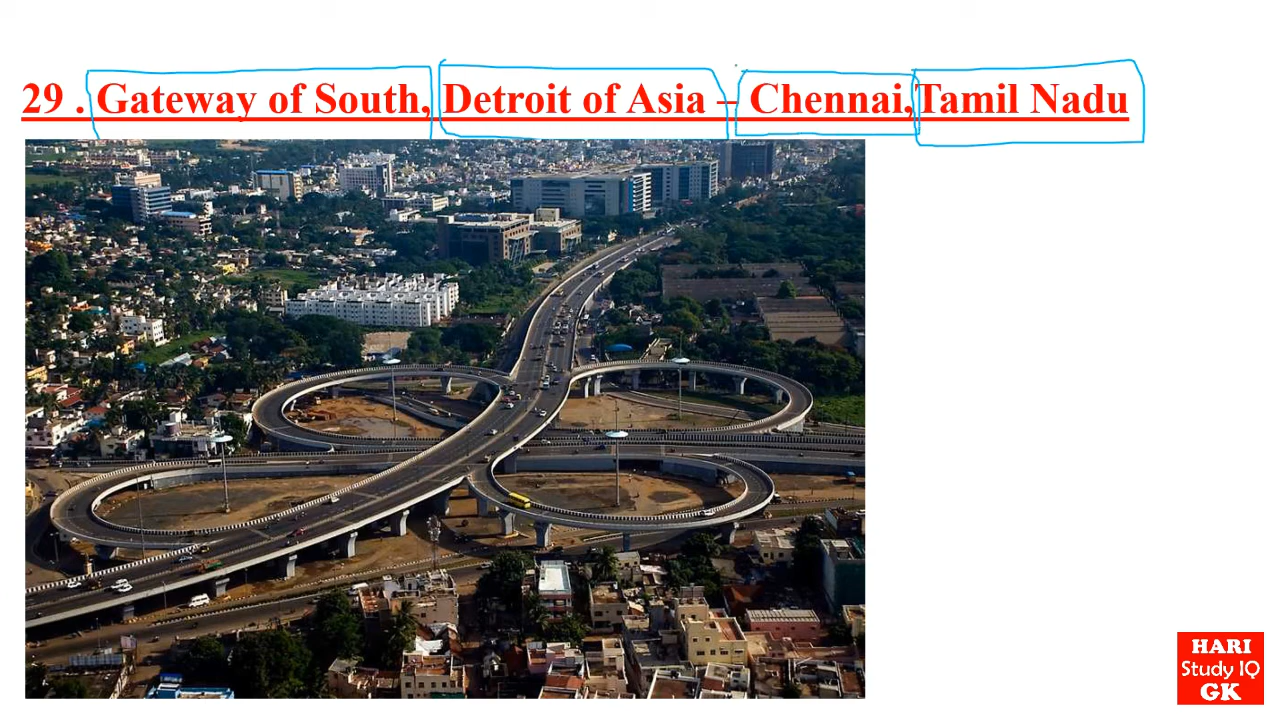 29 . Gateway of South, Detroit of Asia – Chennai,Tamil Nadu
HARI
Study IQ
GK